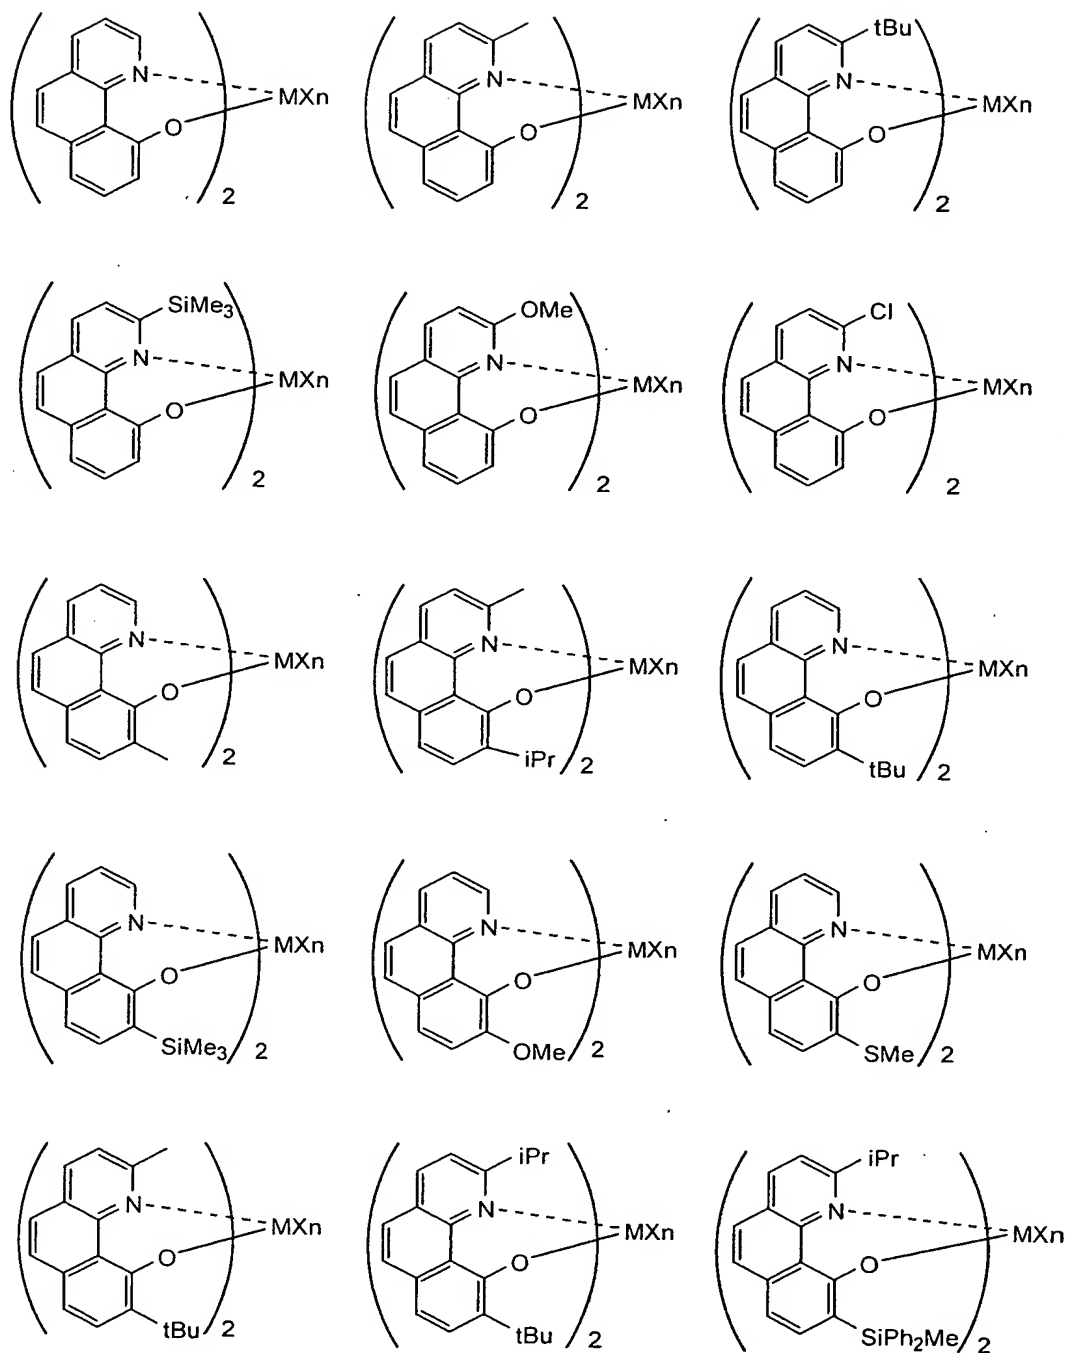 N O MXn 2 N O MXn 2 tBu N O MXn 2
SiMe3 N O MXn 2 OMe N O MXn 2 Cl N O MXn 2
N O MXn 2 N O iPr MXn 2 N O tBu MXn 2
N O SiMe3 MXn 2 N O OMe MXn 2 N O SMe MXn 2
N O tBu MXn 2 iPr N O tBu MXn 2 iPr N O SiPh2Me MXn 2